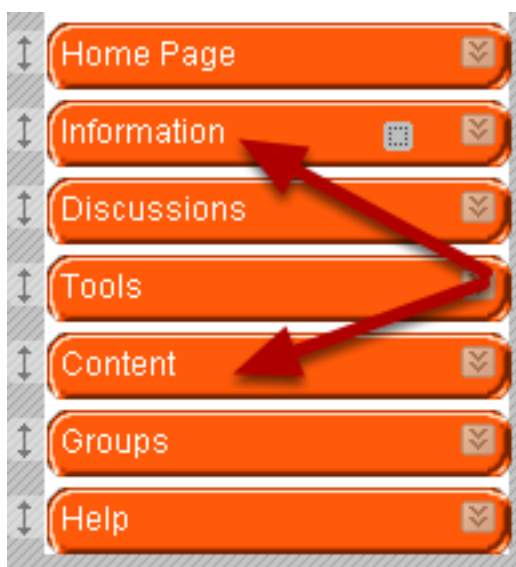 Home Page
Information
Discussions
Tools
Content
Groups
Help